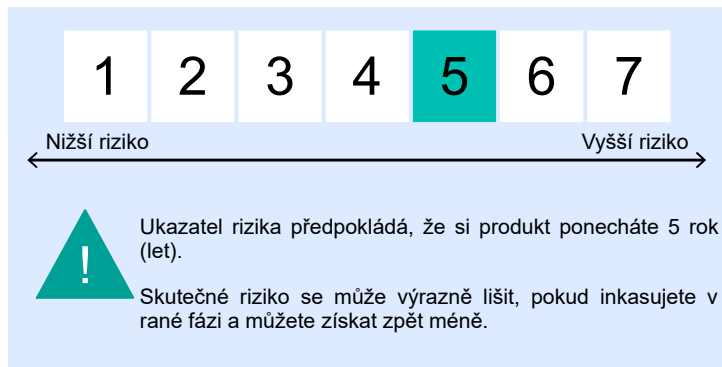 1 2 3 4 5 6 7
Nižší riziko Vyšší riziko
!
Ukazatel rizika předpokládá, že si produkt ponecháte 5 rok
(let).
Skutečné riziko se může výrazně lišit, pokud inkasujete v
rané fázi a můžete získat zpět méně.